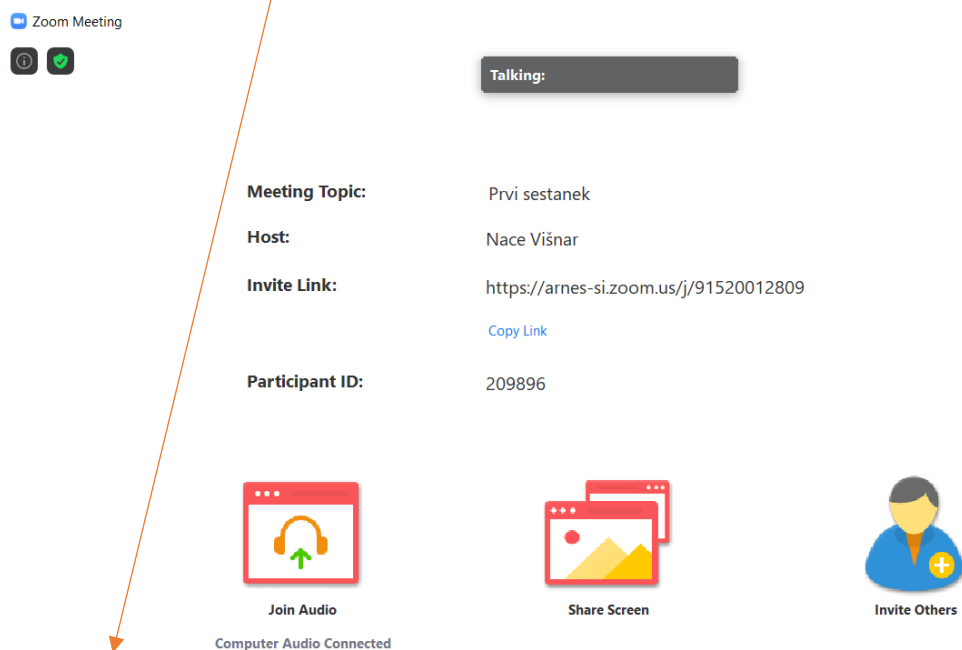 Zoom Meeting
Talking:
Meeting Topic: Prvi sestanek
Host: Nace Višnar
Invite Link: https://arnes-si.zoom.us/j/91520012809
Copy Link
Participant ID: 209896
Join Audio Share Screen Invite Others
Computer Audio Connected